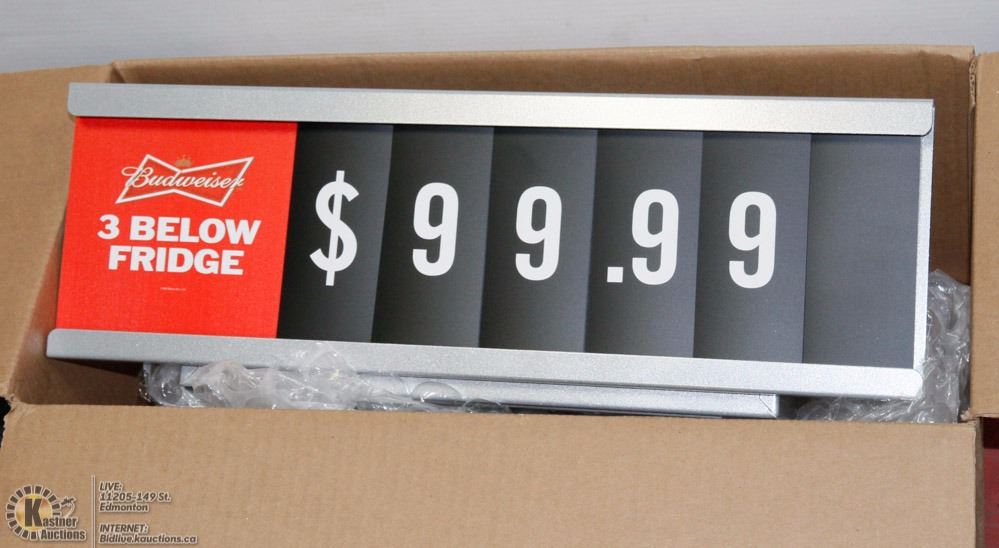 Budweiser
3 BELOW
FRIDGE
$99.99
Kastner
Auctions
LIVE:
11205-149 St.
Edmonton
INTERNET:
Bidlive.kauctions.ca